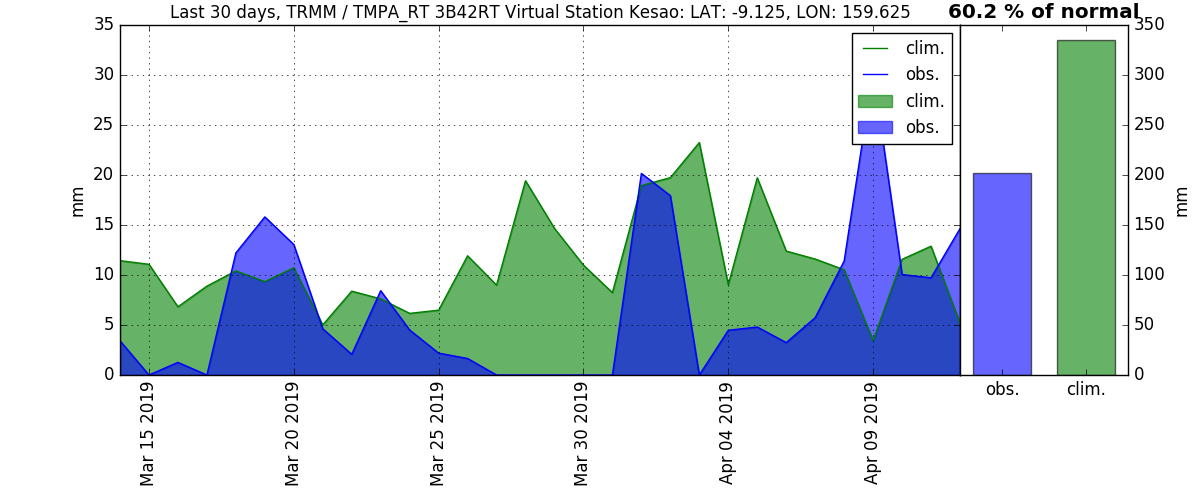 Last 30 days, TRMM / TMPA_RT 3B42RT Virtual Station Kesao: LAT: -9.125, LON: 159.625
60.2 % of normal
35
30
25
20
15
10
5
0
mm
clim.
obs.
clim.
obs.
350
300
250
200
150
100
50
0
mm
obs.
clim.
Mar 15 2019
Mar 20 2019
Mar 25 2019
Mar 30 2019
Apr 04 2019
Apr 09 2019